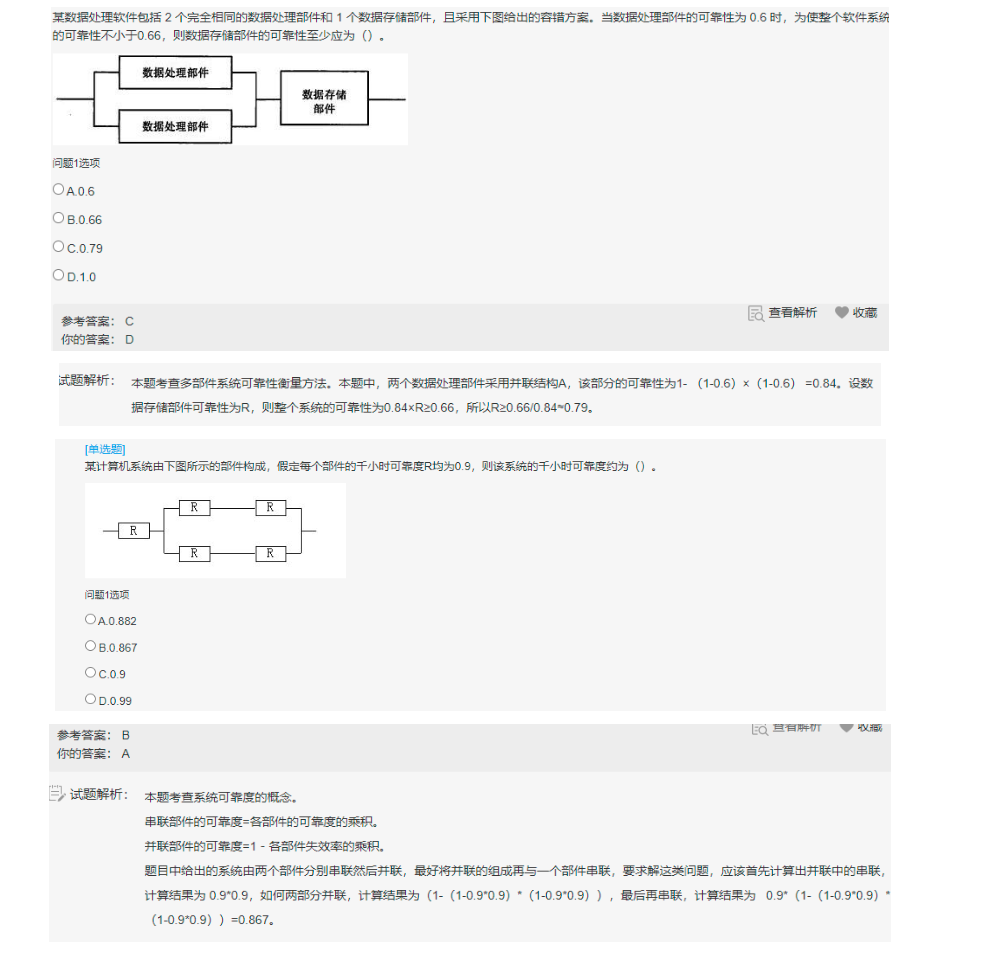 某数据处理软件包括 2 个完全相同的数据处理部件和 1 个数据存储部件，且采用下图给出的容错方案。当数据处理部件的可靠性为 0.6 时，为使整个软件系统
的可靠性不小于0.66，则数据存储部件的可靠性至少应为（）。
数据处理部件
数据存储
部件
数据处理部件
问题1选项
A.0.6
B.0.66
C.0.79
D.1.0
查看解析 收藏
参考答案： C
你的答案： D
试题解析： 本题考查多部件系统可靠性衡量方法。本题中，两个数据处理部件采用并联结构A，该部分的可靠性为1-（1-0.6）×（1-0.6）=0.84。设数
据存储部件可靠性为R，则整个系统的可靠性为0.84×R≥0.66，所以R≥0.66/0.84≈0.79。
[单选题]
某计算机系统由下图所示的部件构成，假定每个部件的千小时可靠度R均为0.9，则该系统的千小时可靠度约为（）。
R R
R
R R
问题1选项
A.0.882
B.0.867
C.0.9
D.0.99
查看解析 收藏
参考答案： B
你的答案： A
试题解析： 本题考查系统可靠度的概念。
串联部件的可靠度=各部件的可靠度的乘积。
并联部件的可靠度=1 - 各部件失效率的乘积。
题目中给出的系统由两个部件分别串联然后并联，最好将并联的组成再与一个部件串联，要求解这类问题，应该首先计算出并联中的串联，
计算结果为 0.9*0.9，如何两部分并联，计算结果为（1-（1-0.9*0.9）*（1-0.9*0.9）），最后再串联，计算结果为 0.9*（1-（1-0.9*0.9）*
（1-0.9*0.9））=0.867。